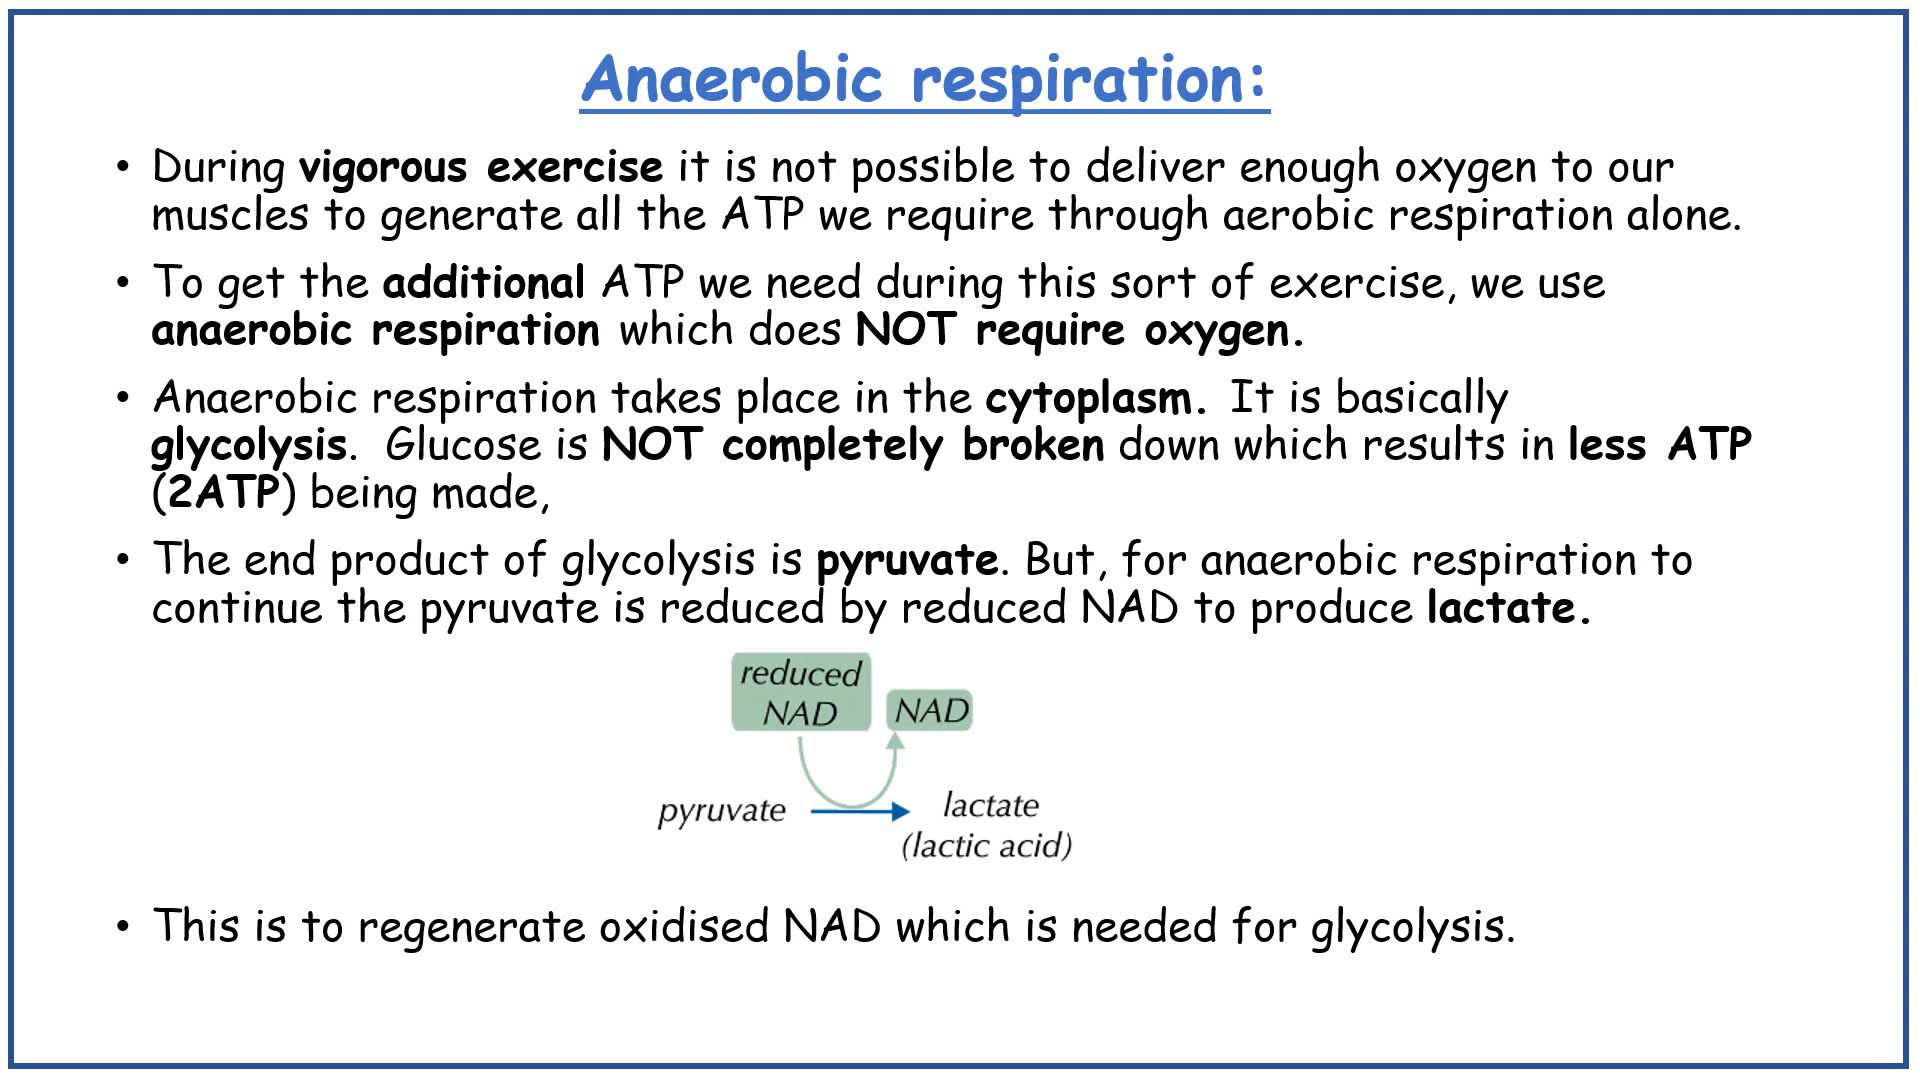 Anaerobic respiration:
• During vigorous exercise it is not possible to deliver enough oxygen to our
muscles to generate all the ATP we require through aerobic respiration alone.
• To get the additional ATP we need during this sort of exercise, we use
anaerobic respiration which does NOT require oxygen.
• Anaerobic respiration takes place in the cytoplasm.  It is basically
glycolysis.  Glucose is NOT completely broken down which results in less ATP
(2ATP) being made,
• The end product of glycolysis is pyruvate. But, for anaerobic respiration to
continue the pyruvate is reduced by reduced NAD to produce lactate.
reduced
NAD
NAD
pyruvate
lactate
(lactic acid)
• This is to regenerate oxidised NAD which is needed for glycolysis.